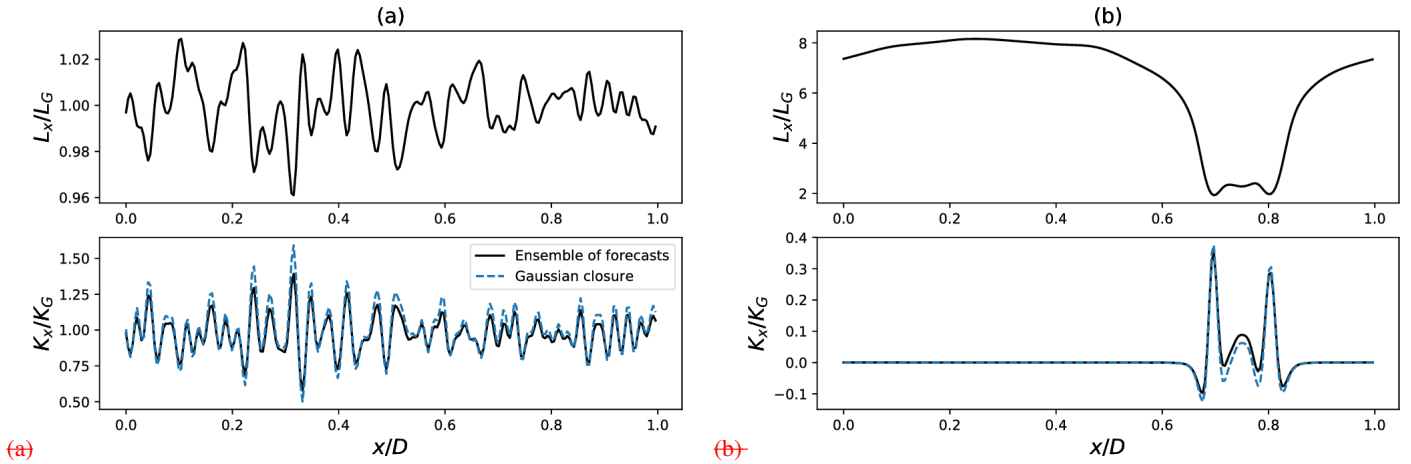 (a)
L_x/L_G
1.02
1.00
0.98
0.96
0.0 0.2 0.4 0.6 0.8 1.0
K_x/K_G
1.50
1.25
1.00
0.75
0.50
Ensemble of forecasts
Gaussian closure
0.0 0.2 0.4 0.6 0.8 1.0
x/D
(a)
(b)
L_x/L_G
8
6
4
2
0.0 0.2 0.4 0.6 0.8 1.0
K_x/K_G
0.4
0.3
0.2
0.1
0.0
−0.1
0.0 0.2 0.4 0.6 0.8 1.0
x/D
(b)